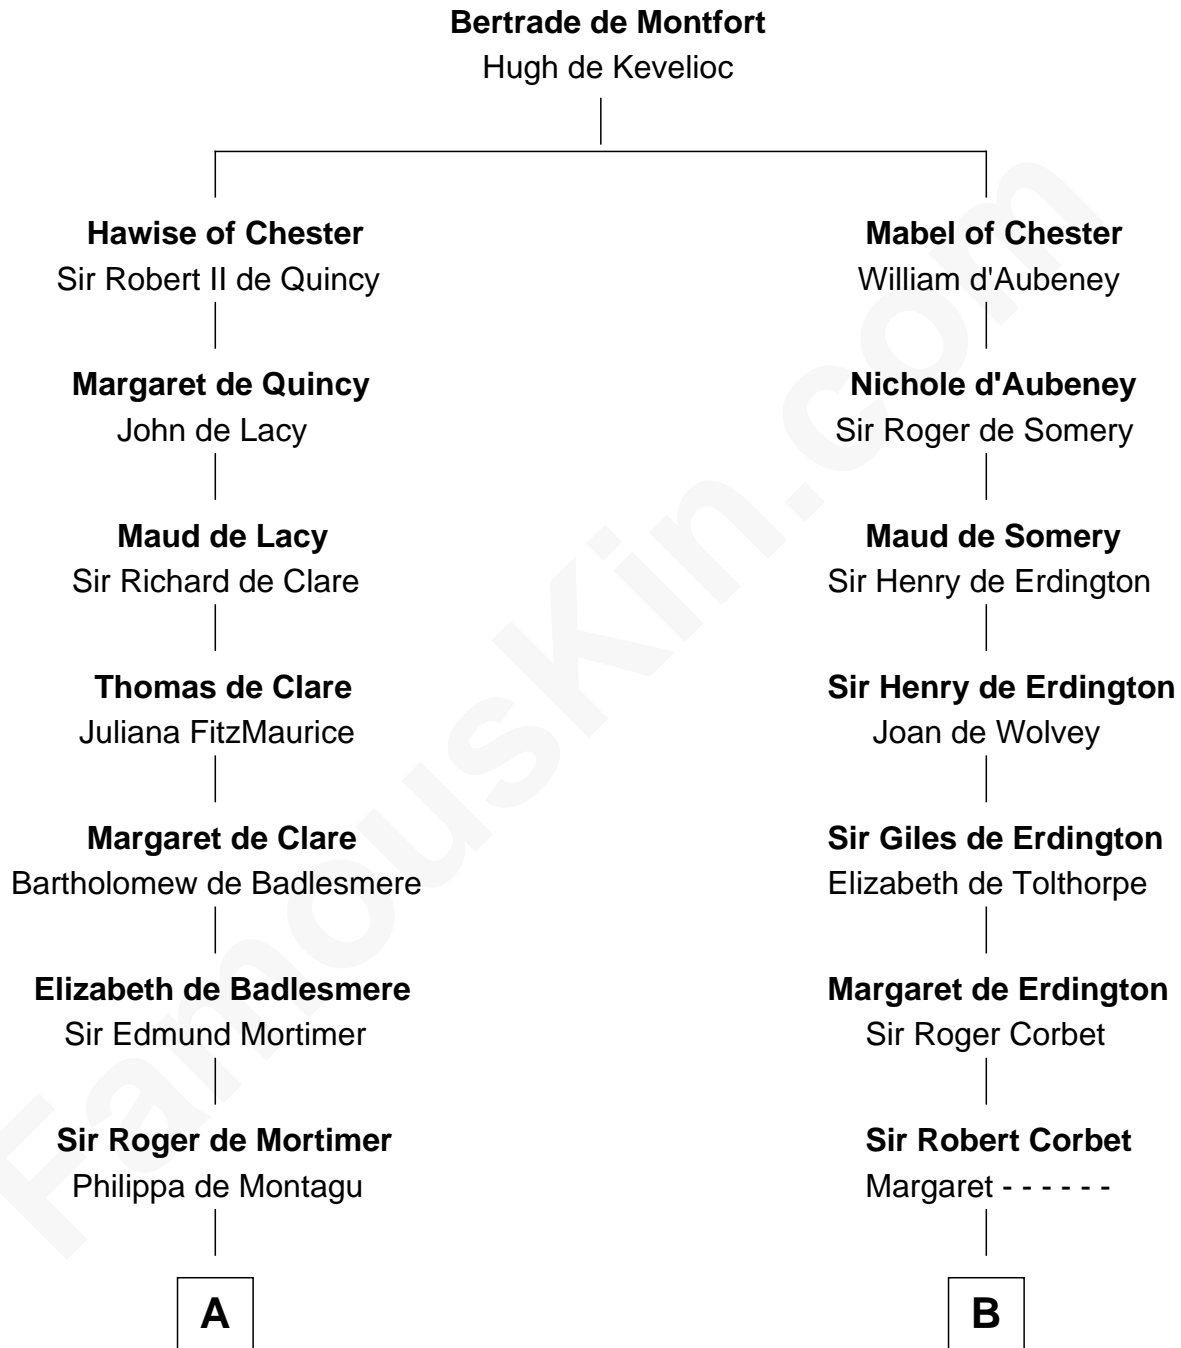 Bertrade de Montfort
Hugh de Kevelioc
Hawise of Chester
Sir Robert II de Quincy
Mabel of Chester
William d'Aubeney
Margaret de Quincy
John de Lacy
Nichole d'Aubeney
Sir Roger de Somery
Maud de Lacy
Sir Richard de Clare
Maud de Somery
Sir Henry de Erdington
Thomas de Clare
Juliana FitzMaurice
Sir Henry de Erdington
Joan de Wolvey
Margaret de Clare
Bartholomew de Badlesmere
Sir Giles de Erdington
Elizabeth de Tolthorpe
Elizabeth de Badlesmere
Sir Edmund Mortimer
Margaret de Erdington
Sir Roger Corbet
Sir Roger de Mortimer
Philippa de Montagu
Sir Robert Corbet
Margaret - - - - - -
A
B
FamousKin.com